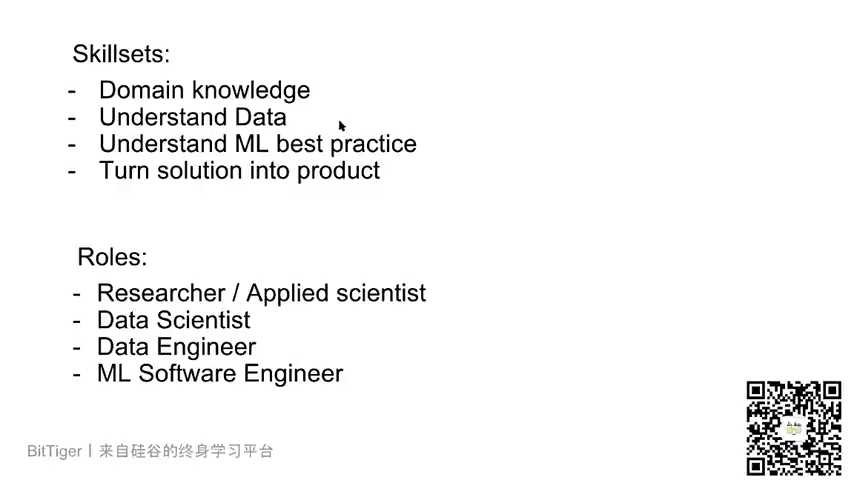 Skillsets:
- Domain knowledge
- Understand Data
- Understand ML best practice
- Turn solution into product
Roles:
- Researcher / Applied scientist
- Data Scientist
- Data Engineer
- ML Software Engineer
BitTiger丨来自硅谷的终身学习平台